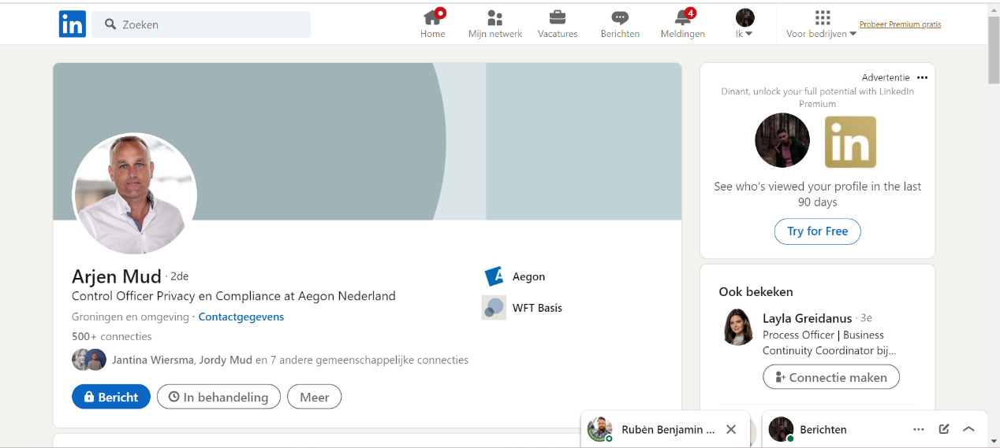 in
Zoeken
Home
Mijn netwerk
Vacatures
Berichten
4
Meldingen
Ik
Voor bedrijven
Probeer Premium gratis
Advertentie
Dinant, unlock your full potential with LinkedIn
Premium
in
See who's viewed your profile in the last
90 days
Try for Free
Arjen Mud · 2de
Control Officer Privacy en Compliance at Aegon Nederland
Groningen en omgeving · Contactgegevens
500+ connecties
Jantina Wiersma, Jordy Mud en 7 andere gemeenschappelijke connecties
Bericht
In behandeling
Meer
A
Aegon
WFT Basis
Ook bekeken
Layla Greidanus · 3e
Process Officer | Business
Continuity Coordinator bij...
Connectie maken
Rubèn Benjamin ...
Berichten